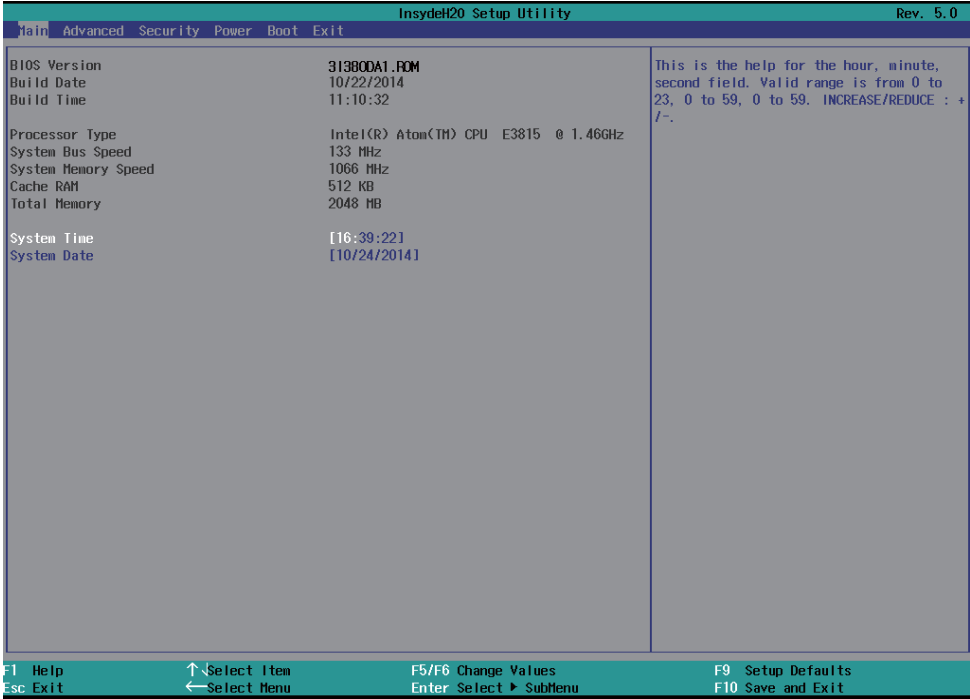 InsydeH20 Setup Utility Rev. 5.0
Main Advanced Security Power Boot Exit
BIOS Version 3I380DA1.ROM
Build Date 10/22/2014
Build Time 11:10:32
Processor Type Intel(R) Atom(TM) CPU E3815 @ 1.46GHz
System Bus Speed 133 MHz
System Memory Speed 1066 MHz
Cache RAM 512 KB
Total Memory 2048 MB
System Time [16:39:22]
System Date [10/24/2014]
This is the help for the hour, minute,
second field. Valid range is from 0 to
23, 0 to 59, 0 to 59. INCREASE/REDUCE : +
/-.
F1 Help ↑↓Select Item F5/F6 Change Values F9 Setup Defaults
Esc Exit ←Select Menu Enter Select ▶ SubMenu F10 Save and Exit